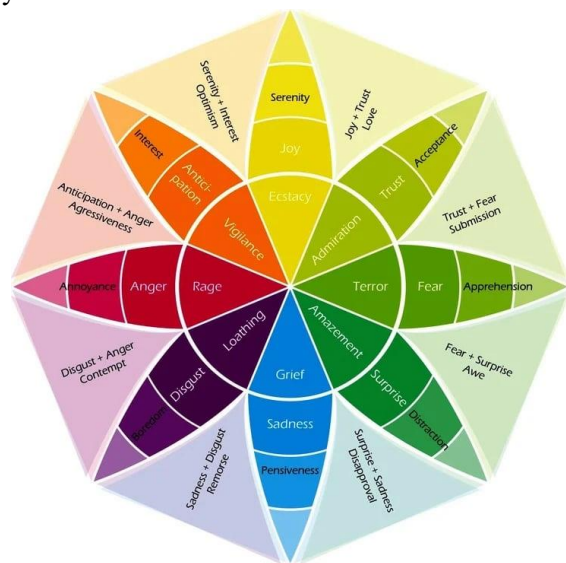 y
Serenity + Interest
Optimism
Serenity
Joy
Ecstacy
Joy + Trust
Love
Acceptance
Trust
Admiration
Trust + Fear
Submission
Terror
Fear
Apprehension
Fear + Surprise
Awe
Amazement
Surprise
Distraction
Surprise + Sadness
Disapproval
Grief
Sadness
Pensiveness
Sadness + Disgust
Remorse
Loathing
Disgust
Boredom
Disgust + Anger
Contempt
Rage
Anger
Annoyance
Anticipation + Anger
Agressiveness
Interest
Antici-
pation
Vigilance